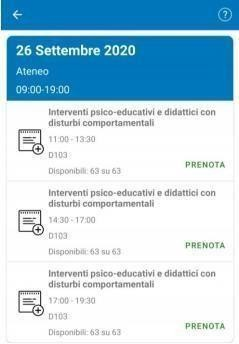 26 Settembre 2020
Ateneo
09:00-19:00
Interventi psico-educativi e didattici con
disturbi comportamentali
11:00 - 13:30
D103
Disponibili: 63 su 63
PRENOTA
Interventi psico-educativi e didattici con
disturbi comportamentali
14:30 - 17:00
D103
Disponibili: 63 su 63
PRENOTA
Interventi psico-educativi e didattici con
disturbi comportamentali
17:00 - 19:30
D103
Disponibili: 63 su 63
PRENOTA